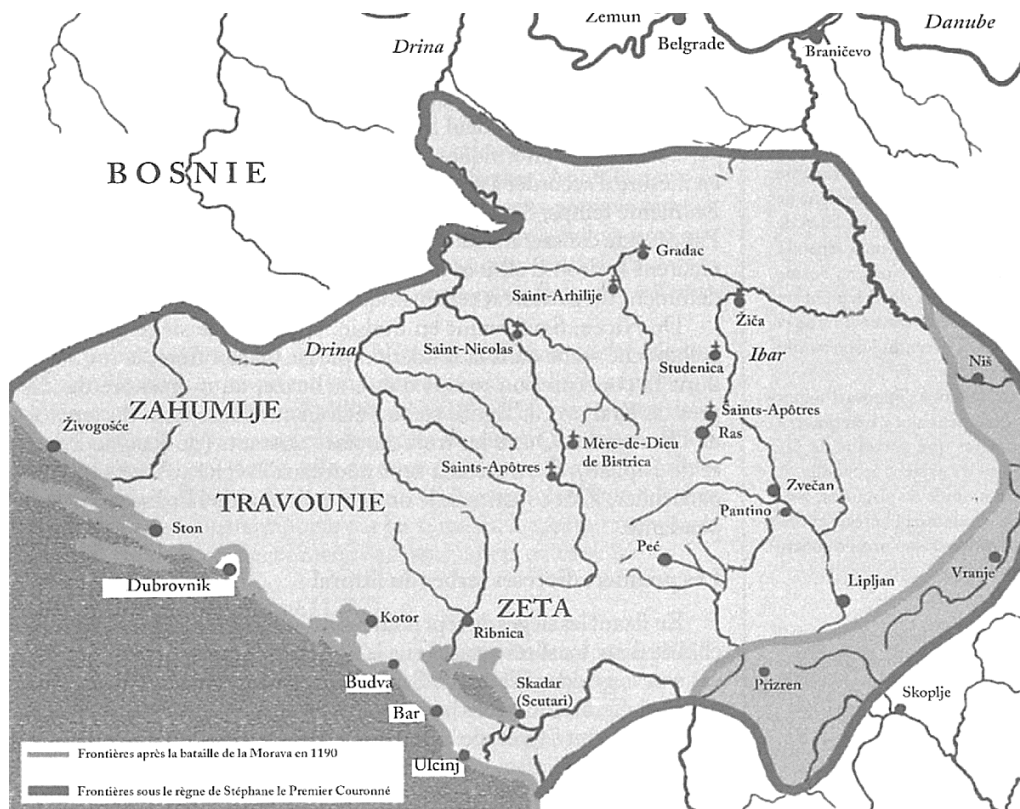 Zemun
Danube
Drina
Belgrade
Braničevo
BOSNIE
Gradac
Saint-Arhilije
Žiča
Drina
Saint-Nicolas
Ibar
Studenica
Niš
ZAHUMLJE
Saints-Apôtres
Živogošće
Ras
Mère-de-Dieu
de Bistrica
Saints-Apôtres
Zvečan
TRAVOUNIE
Pantino
Ston
Peć
Vranje
Dubrovnik
Lipljan
ZETA
Kotor
Ribnica
Budva
Prizren
Skadar
(Scutari)
Skoplje
Bar
Ulcinj
Frontières après la bataille de la Morava en 1190
Frontières sous le règne de Stéphane le Premier Couronné